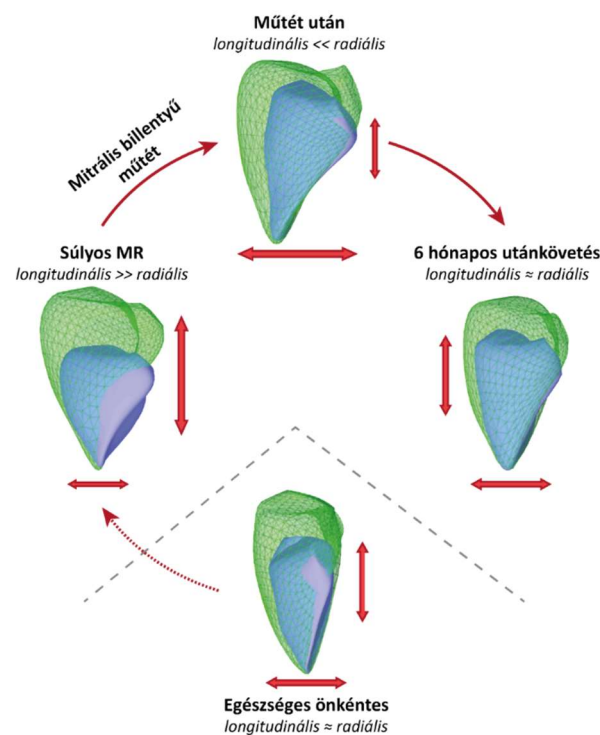 Műtét után
longitudinális << radiális
Mitrális billentyű
műtét
Súlyos MR
longitudinális >> radiális
6 hónapos utánkövetés
longitudinális ≈ radiális
Egészséges önkéntes
longitudinális ≈ radiális